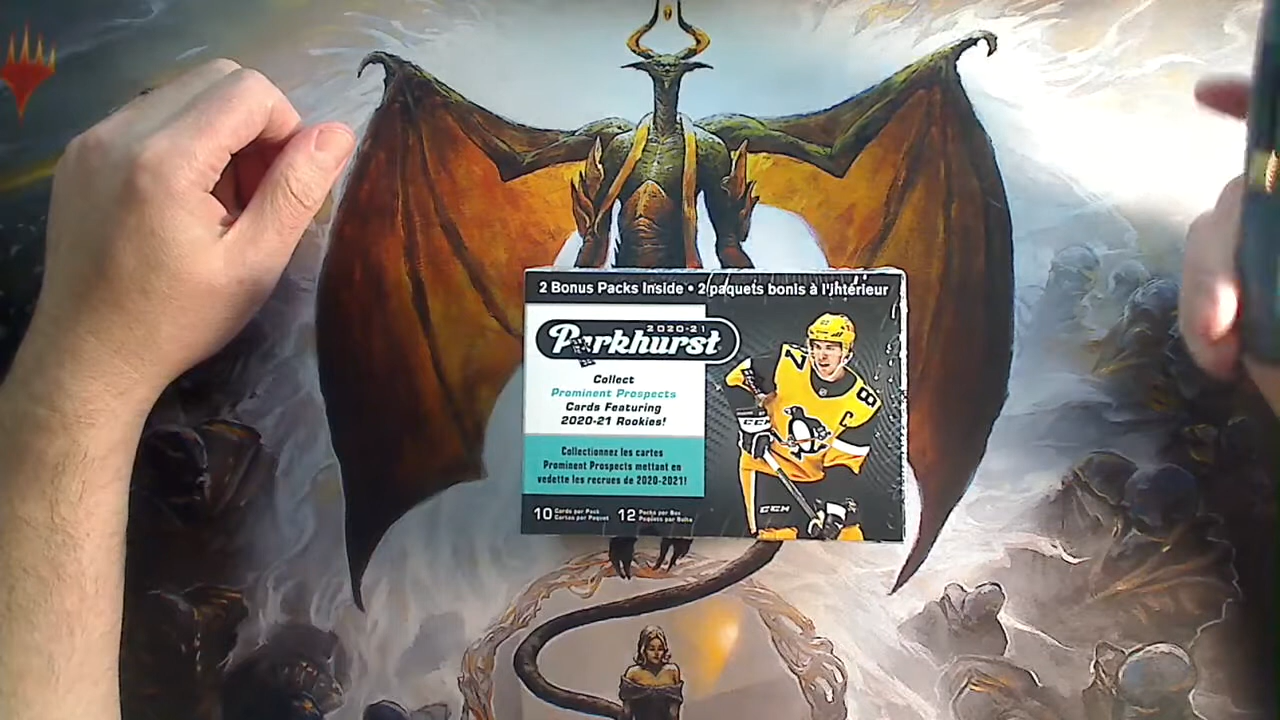 2 Bonus Packs Inside • 2 paquets bonis à l'intérieur
2020-21
Parkhurst
Collect
Prominent Prospects
Cards Featuring
2020-21 Rookies!
Collectionnez les cartes
Prominent Prospects mettant en
vedette les recrues de 2020-2021!
10 Cards per Pack
Cartes par Paquet
12 Packs per Box
Paquets par Boîte
87
C
CCM
CCM